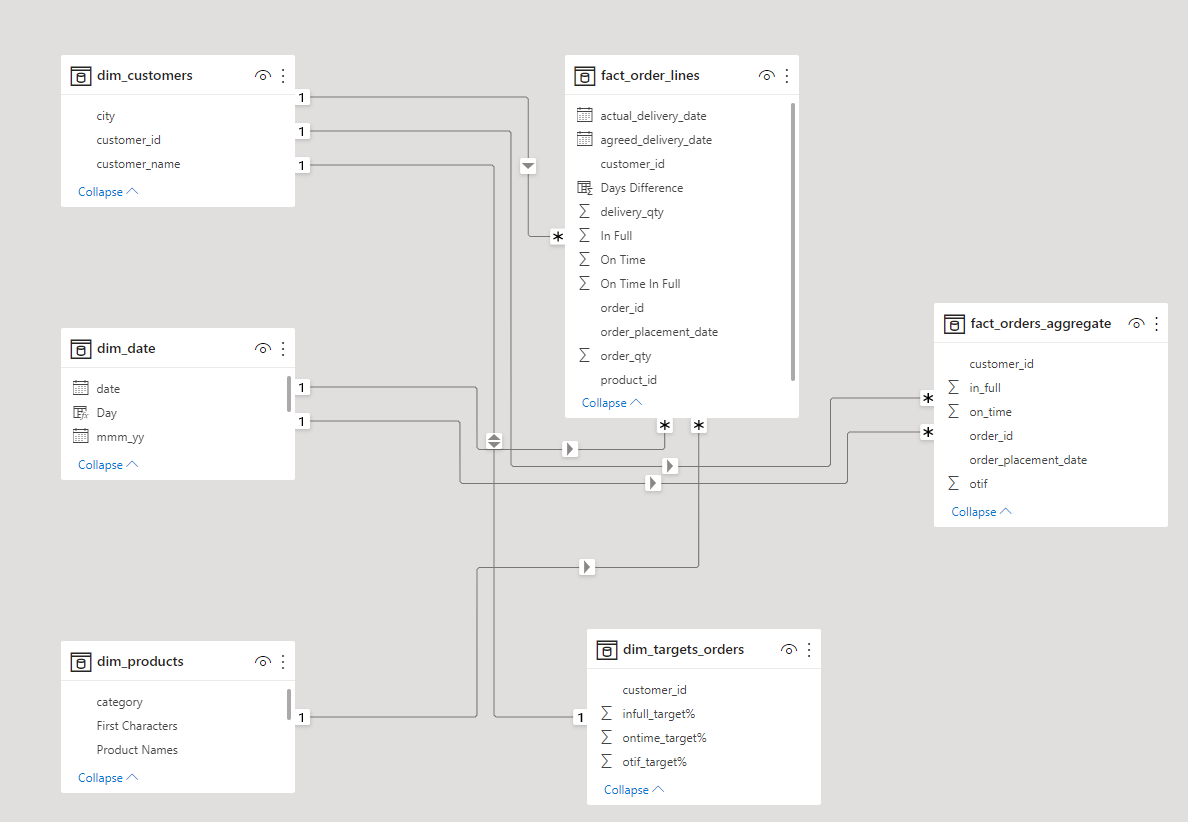 dim_customers
city
customer_id
customer_name
Collapse
1
1
1
fact_order_lines
actual_delivery_date
agreed_delivery_date
customer_id
Days Difference
∑ delivery_qty
∑ In Full
∑ On Time
∑ On Time In Full
order_id
order_placement_date
∑ order_qty
product_id
Collapse
*
*
*
dim_date
date
Day
mmm_yy
Collapse
1
1
fact_orders_aggregate
customer_id
∑ in_full
∑ on_time
order_id
order_placement_date
∑ otif
Collapse
*
*
dim_products
category
First Characters
Product Names
Collapse
1
dim_targets_orders
customer_id
∑ infull_target%
∑ ontime_target%
∑ otif_target%
Collapse
1